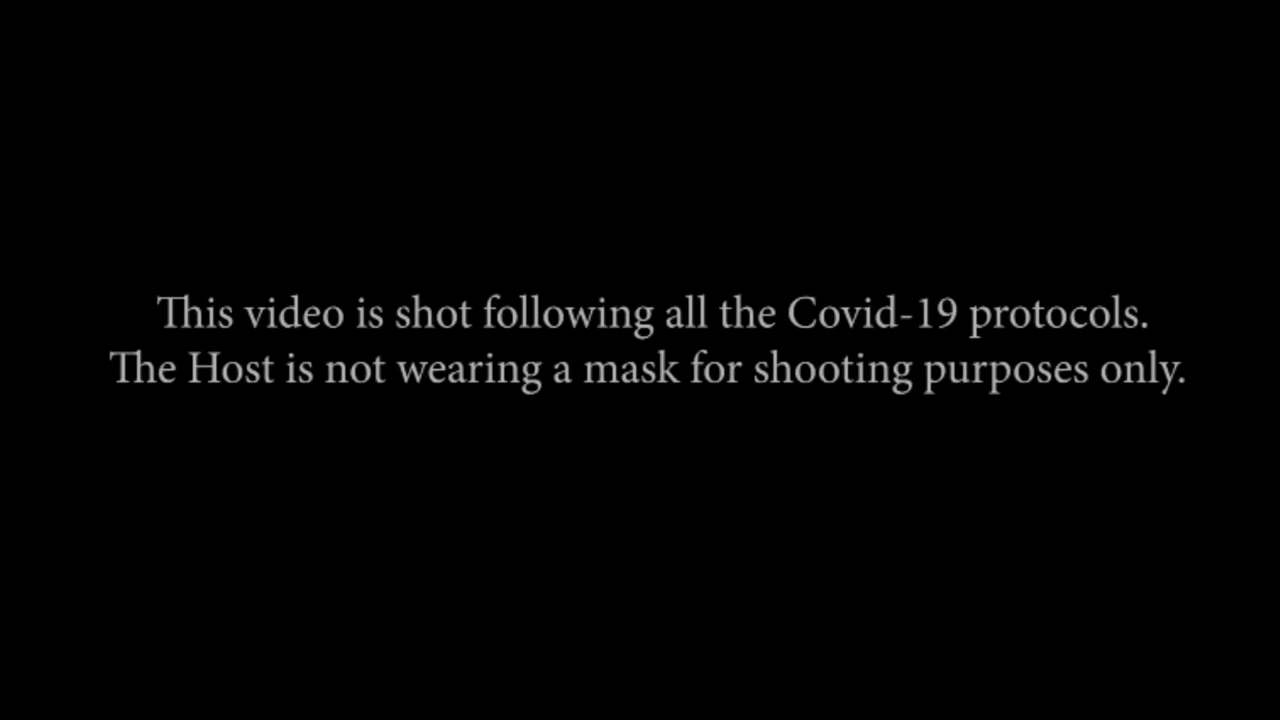 This video is shot following all the Covid-19 protocols.
The Host is not wearing a mask for shooting purposes only.